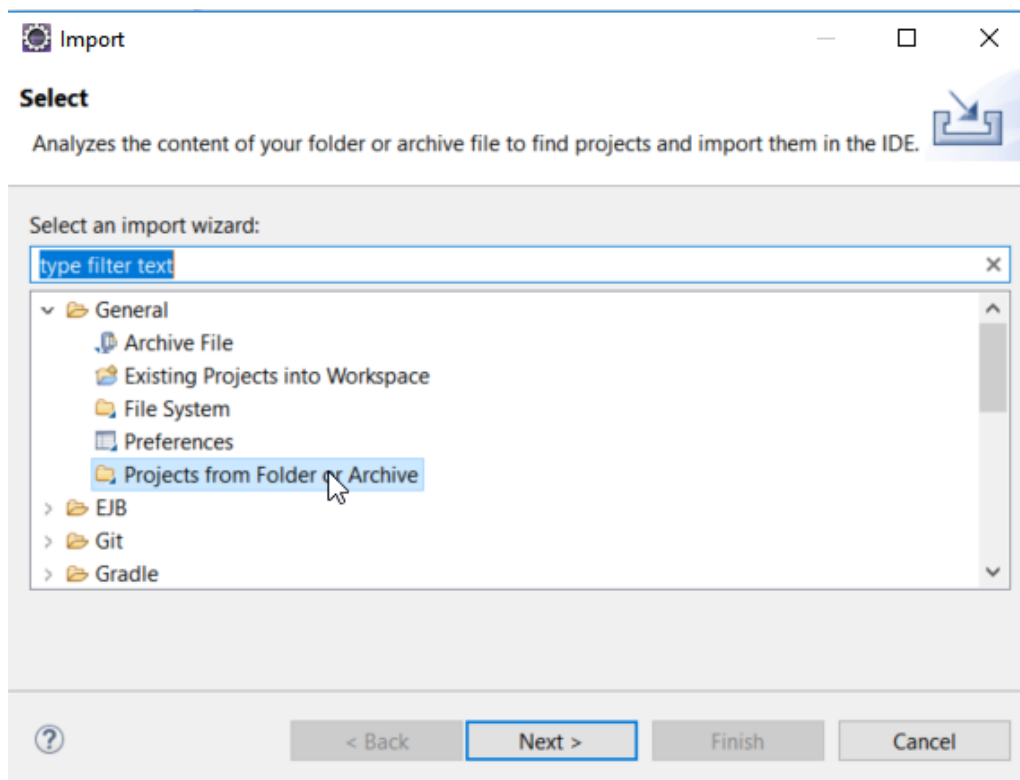 Import
Select
Analyzes the content of your folder or archive file to find projects and import them in the IDE.
Select an import wizard:
type filter text
General
Archive File
Existing Projects into Workspace
File System
Preferences
Projects from Folder or Archive
EJB
Git
Gradle
? < Back Next > Finish Cancel